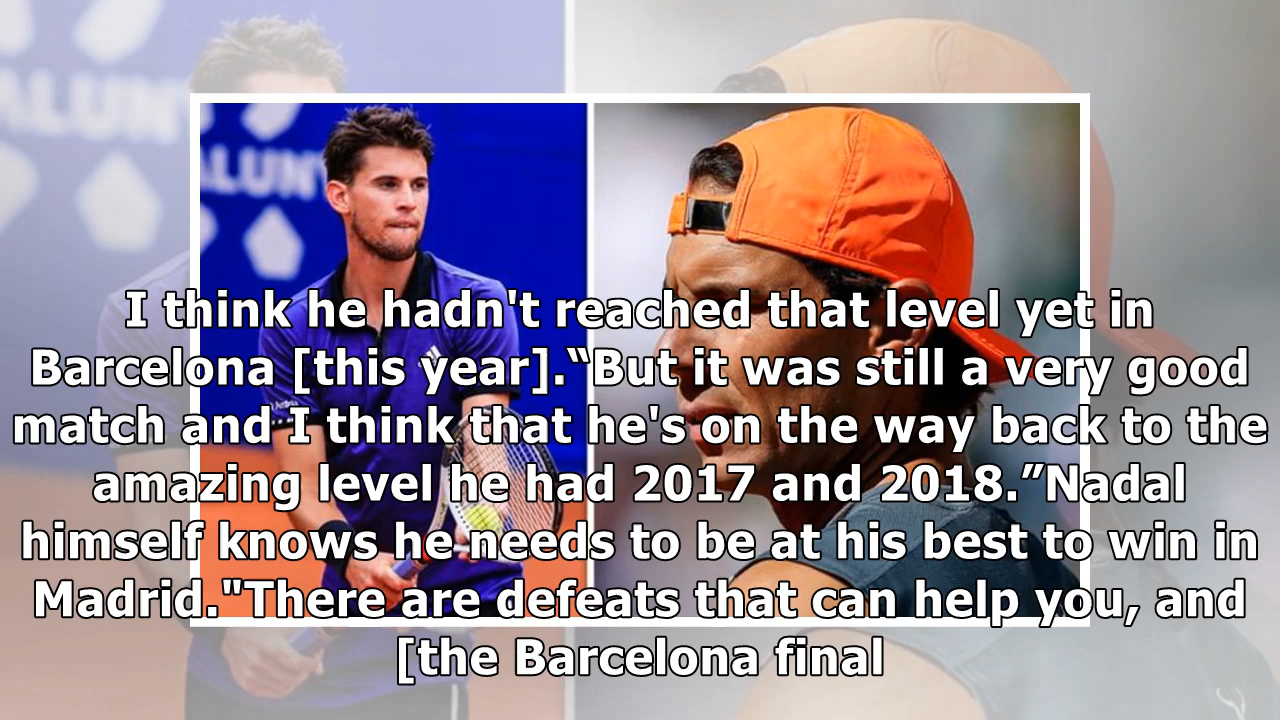 ALUN
ALUN
I think he hadn't reached that level yet in
Barcelona [this year].“But it was still a very good
match and I think that he's on the way back to the
amazing level he had 2017 and 2018.”Nadal
himself knows he needs to be at his best to win in
Madrid."There are defeats that can help you, and
[the Barcelona final